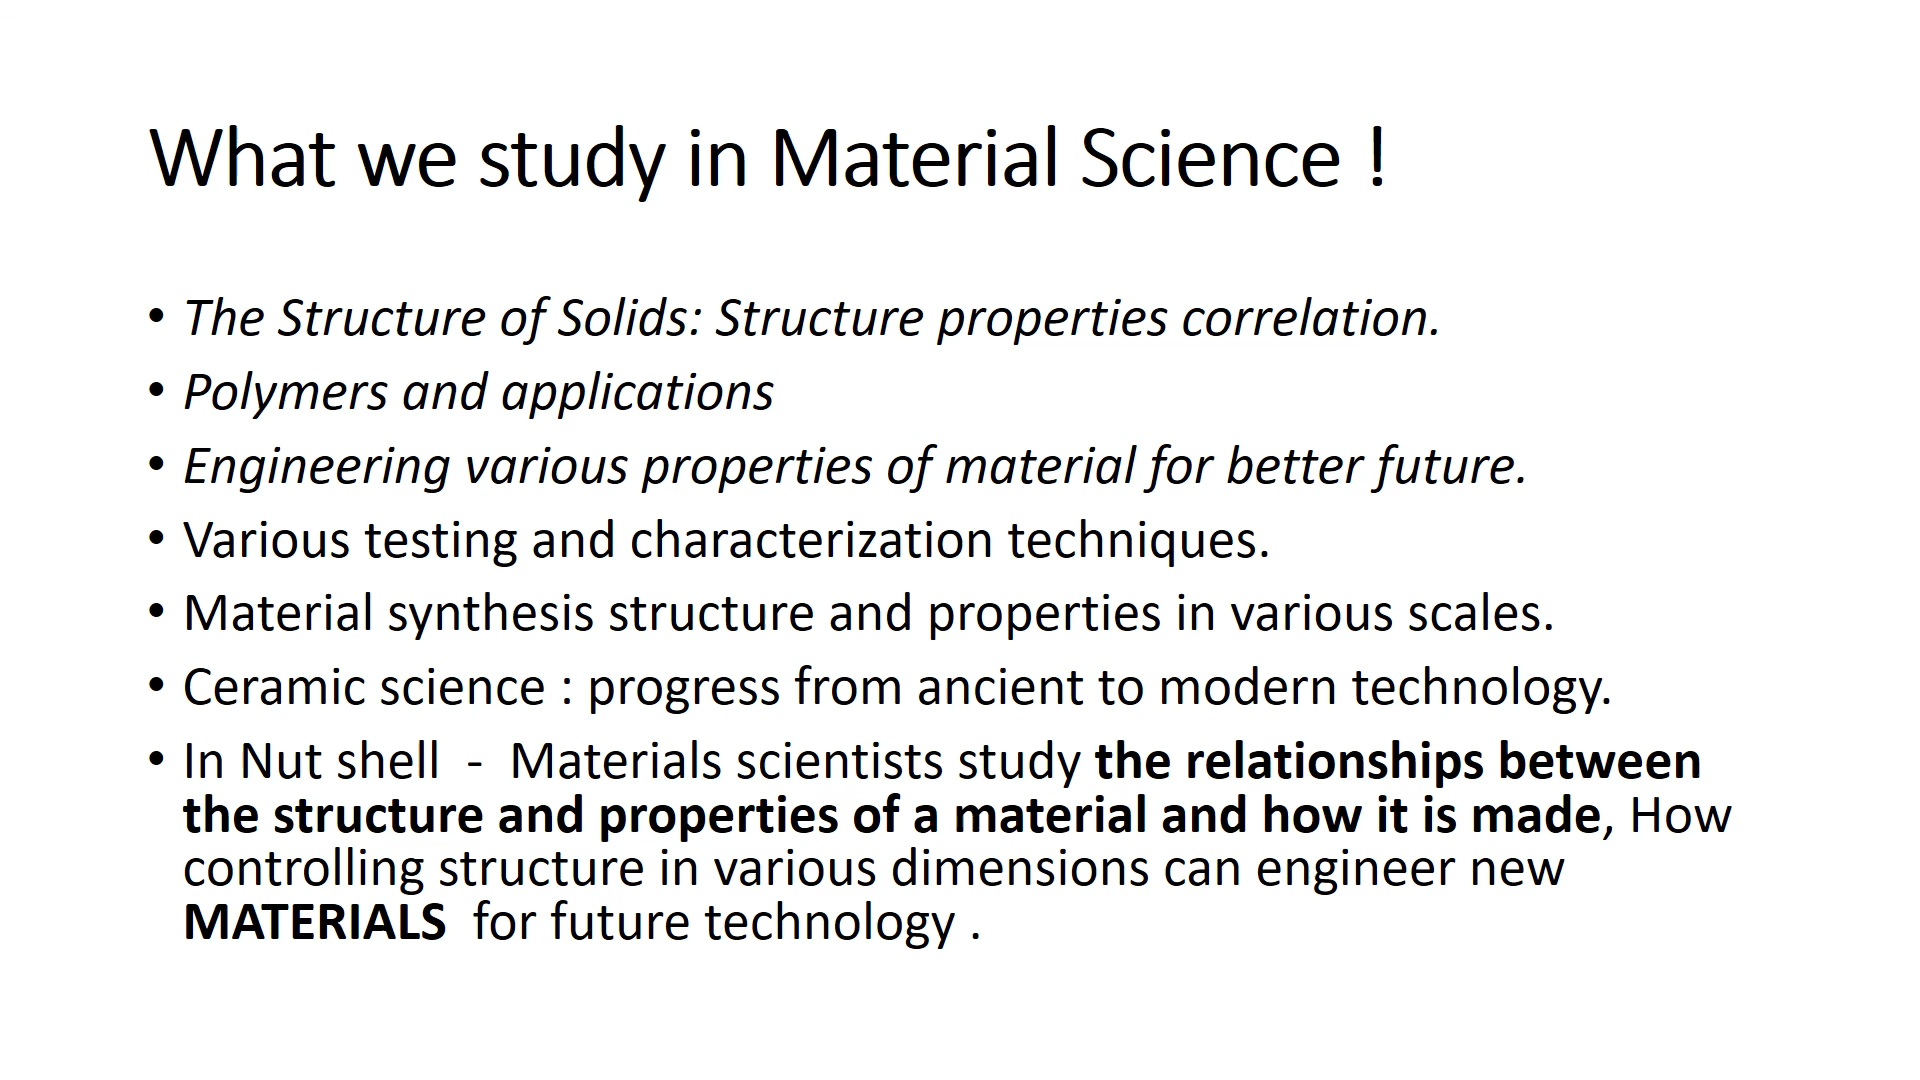 What we study in Material Science !
• The Structure of Solids: Structure properties correlation.
• Polymers and applications
• Engineering various properties of material for better future.
• Various testing and characterization techniques.
• Material synthesis structure and properties in various scales.
• Ceramic science : progress from ancient to modern technology.
• In Nut shell  -  Materials scientists study the relationships between
the structure and properties of a material and how it is made, How
controlling structure in various dimensions can engineer new
MATERIALS  for future technology .